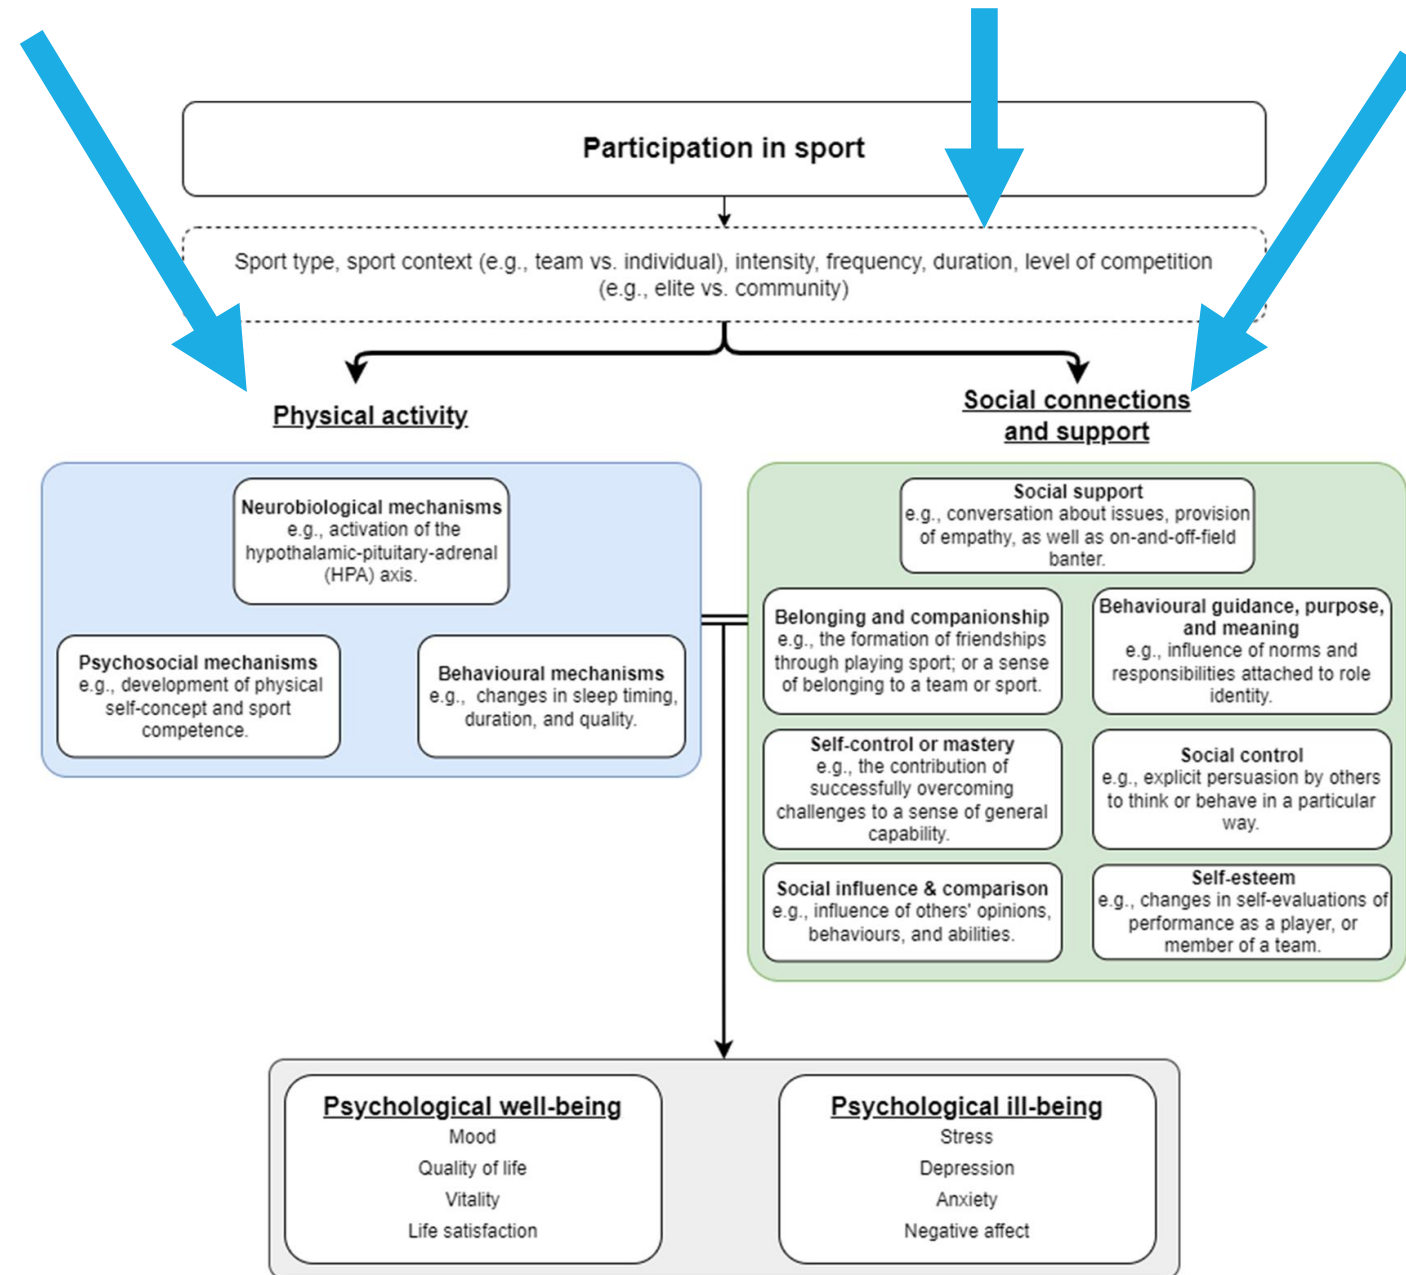 Participation in sport
Sport type, sport context (e.g., team vs. individual), intensity, frequency, duration, level of competition
(e.g., elite vs. community)
Physical activity
Neurobiological mechanisms
e.g., activation of the
hypothalamic-pituitary-adrenal
(HPA) axis.
Psychosocial mechanisms
e.g., development of physical
self-concept and sport
competence.
Behavioural mechanisms
e.g., changes in sleep timing,
duration, and quality.
Social connections
and support
Social support
e.g., conversation about issues, provision
of empathy, as well as on-and-off-field
banter.
Belonging and companionship
e.g., the formation of friendships
through playing sport; or a sense
of belonging to a team or sport.
Behavioural guidance, purpose,
and meaning
e.g., influence of norms and
responsibilities attached to role
identity.
Self-control or mastery
e.g., the contribution of
successfully overcoming
challenges to a sense of general
capability.
Social control
e.g., explicit persuasion by others
to think or behave in a particular
way.
Social influence & comparison
e.g., influence of others' opinions,
behaviours, and abilities.
Self-esteem
e.g., changes in self-evaluations of
performance as a player, or
member of a team.
Psychological well-being
Mood
Quality of life
Vitality
Life satisfaction
Psychological ill-being
Stress
Depression
Anxiety
Negative affect